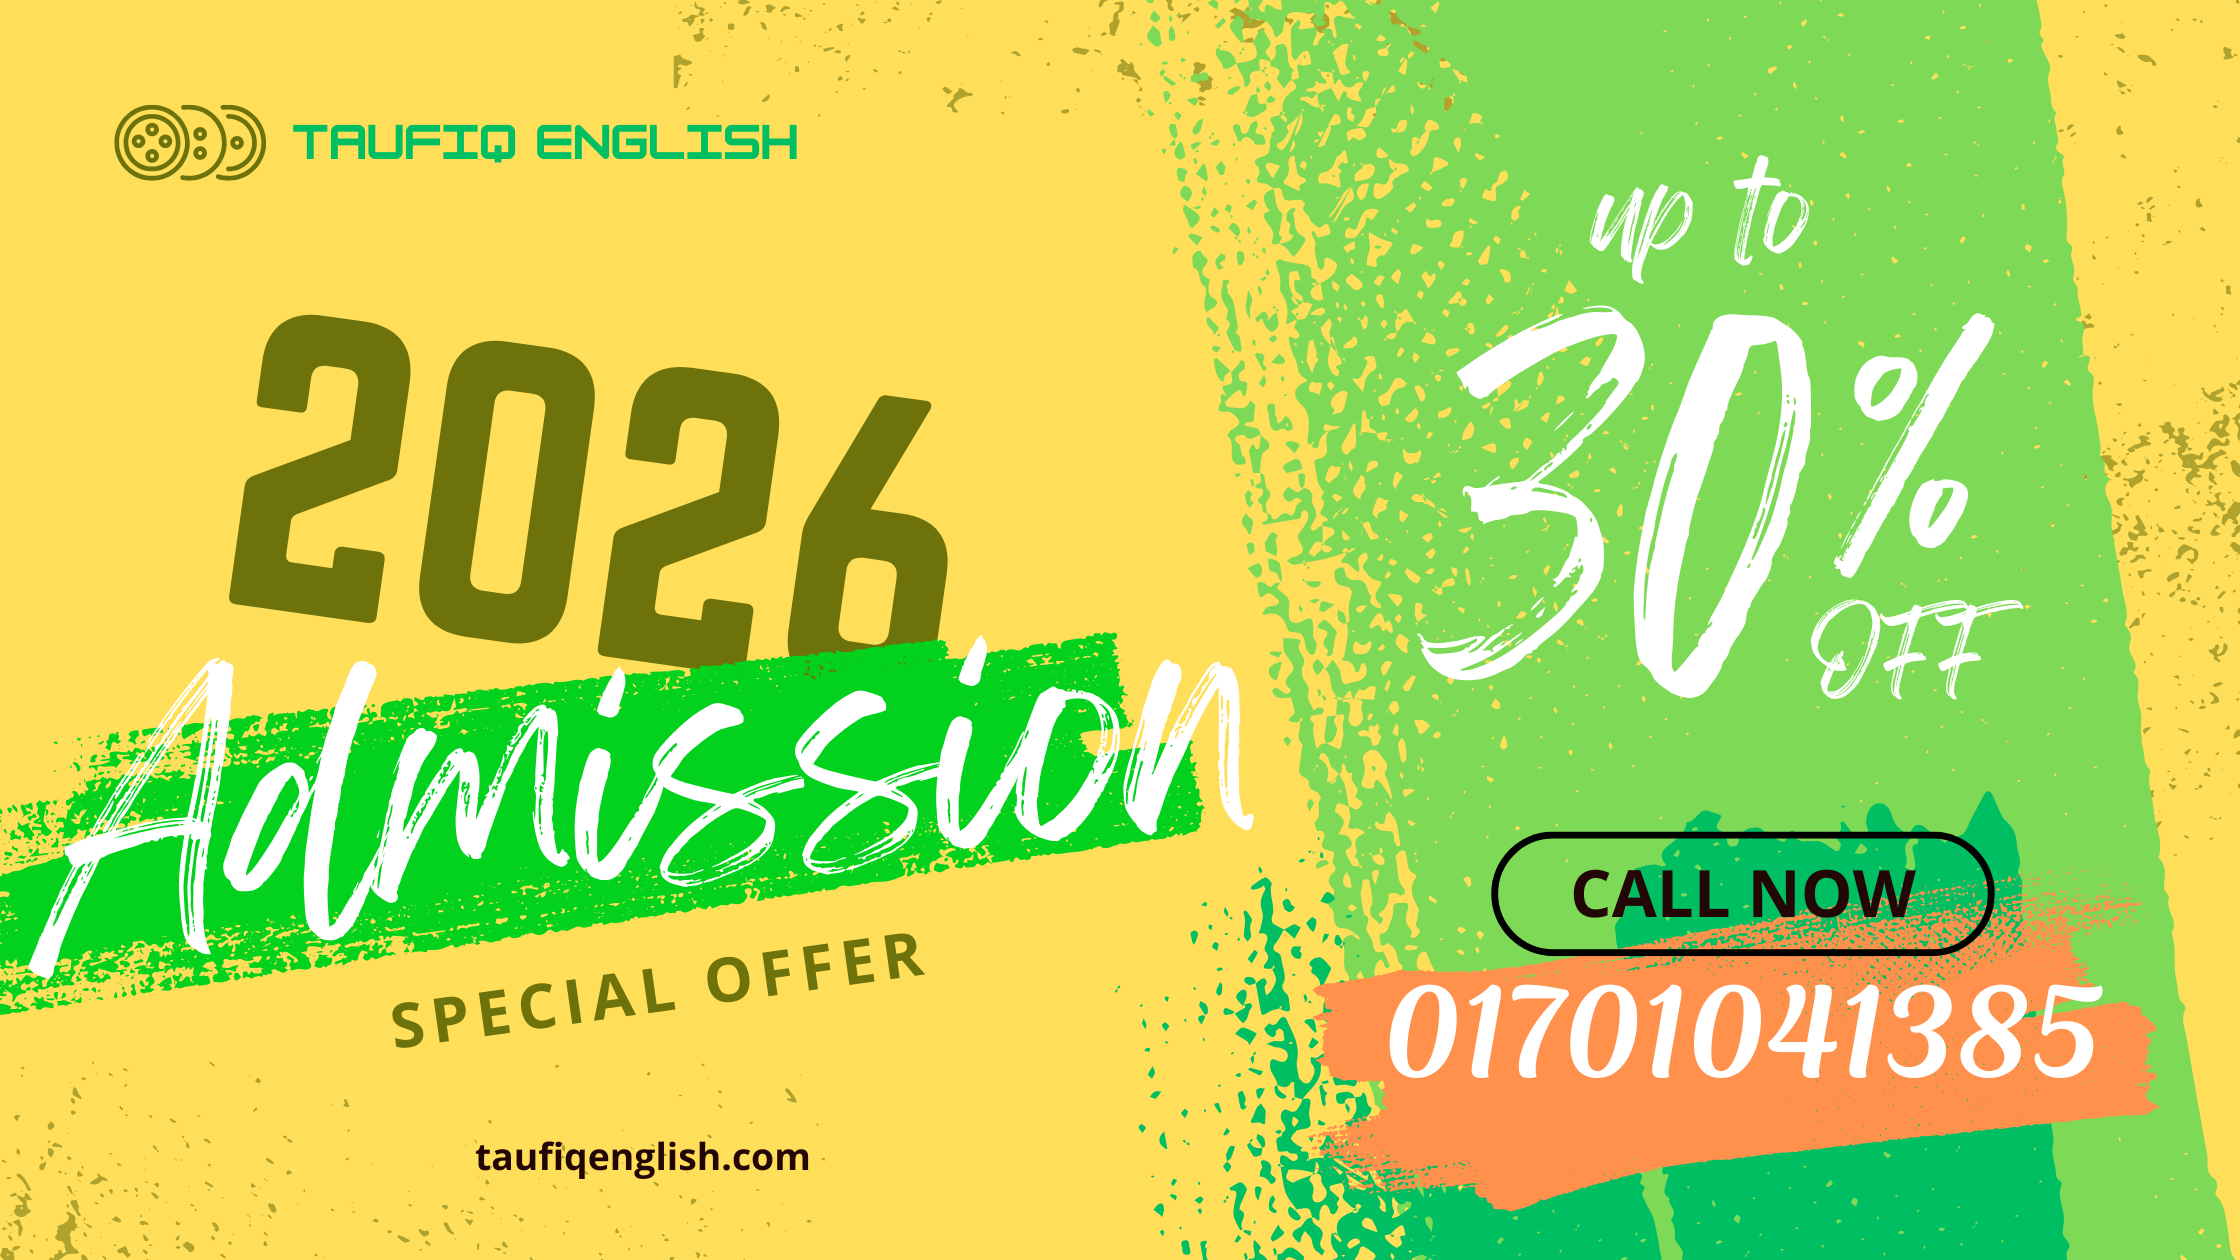 TAUFIQ ENGLISH
2026
Admission
SPECIAL OFFER
taufiqenglish.com
up to
30%
OFF
CALL NOW
01701041385